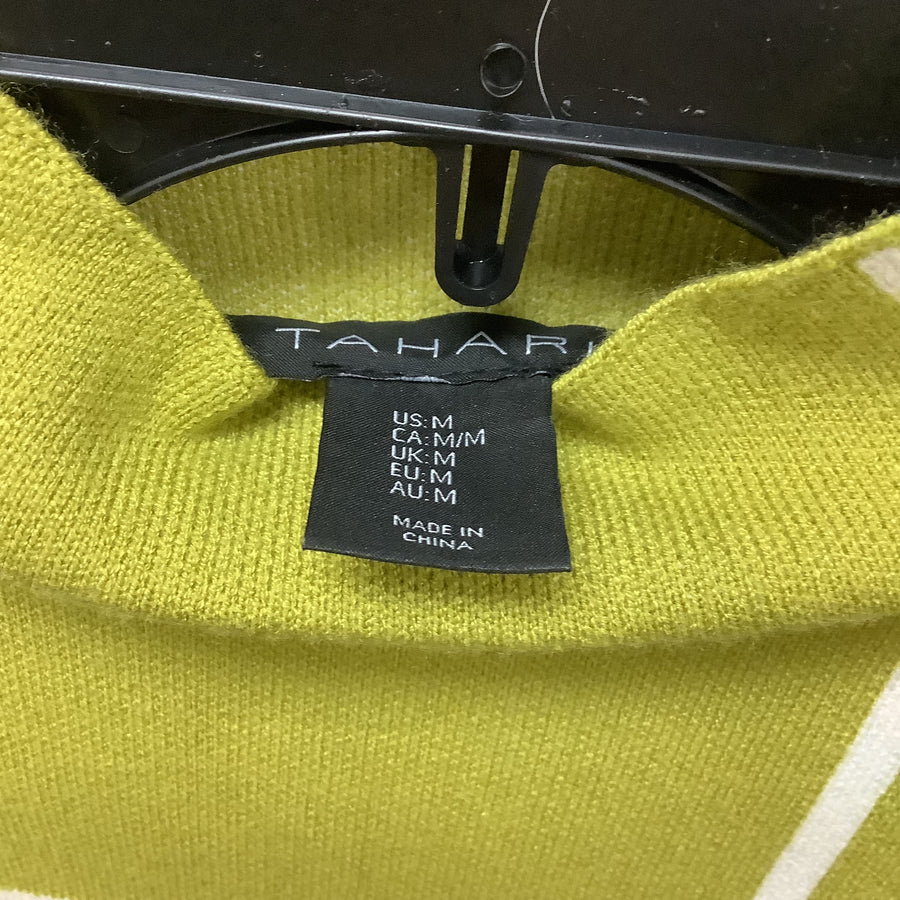 TAHARI
US: M
CA: M/M
UK: M
EU: M
AU: M
MADE IN
CHINA